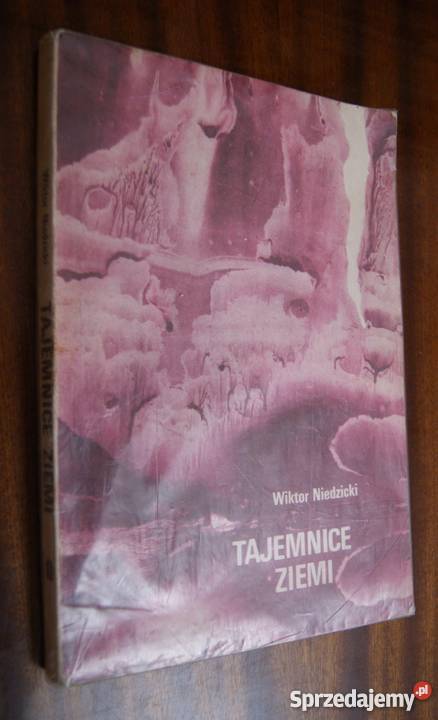 Wiktor Niedzicki
TAJEMNICE
ZIEMI
Wiktor Niedzicki
TAJEMNICE ZIEMI
Sprzedajemy.pl